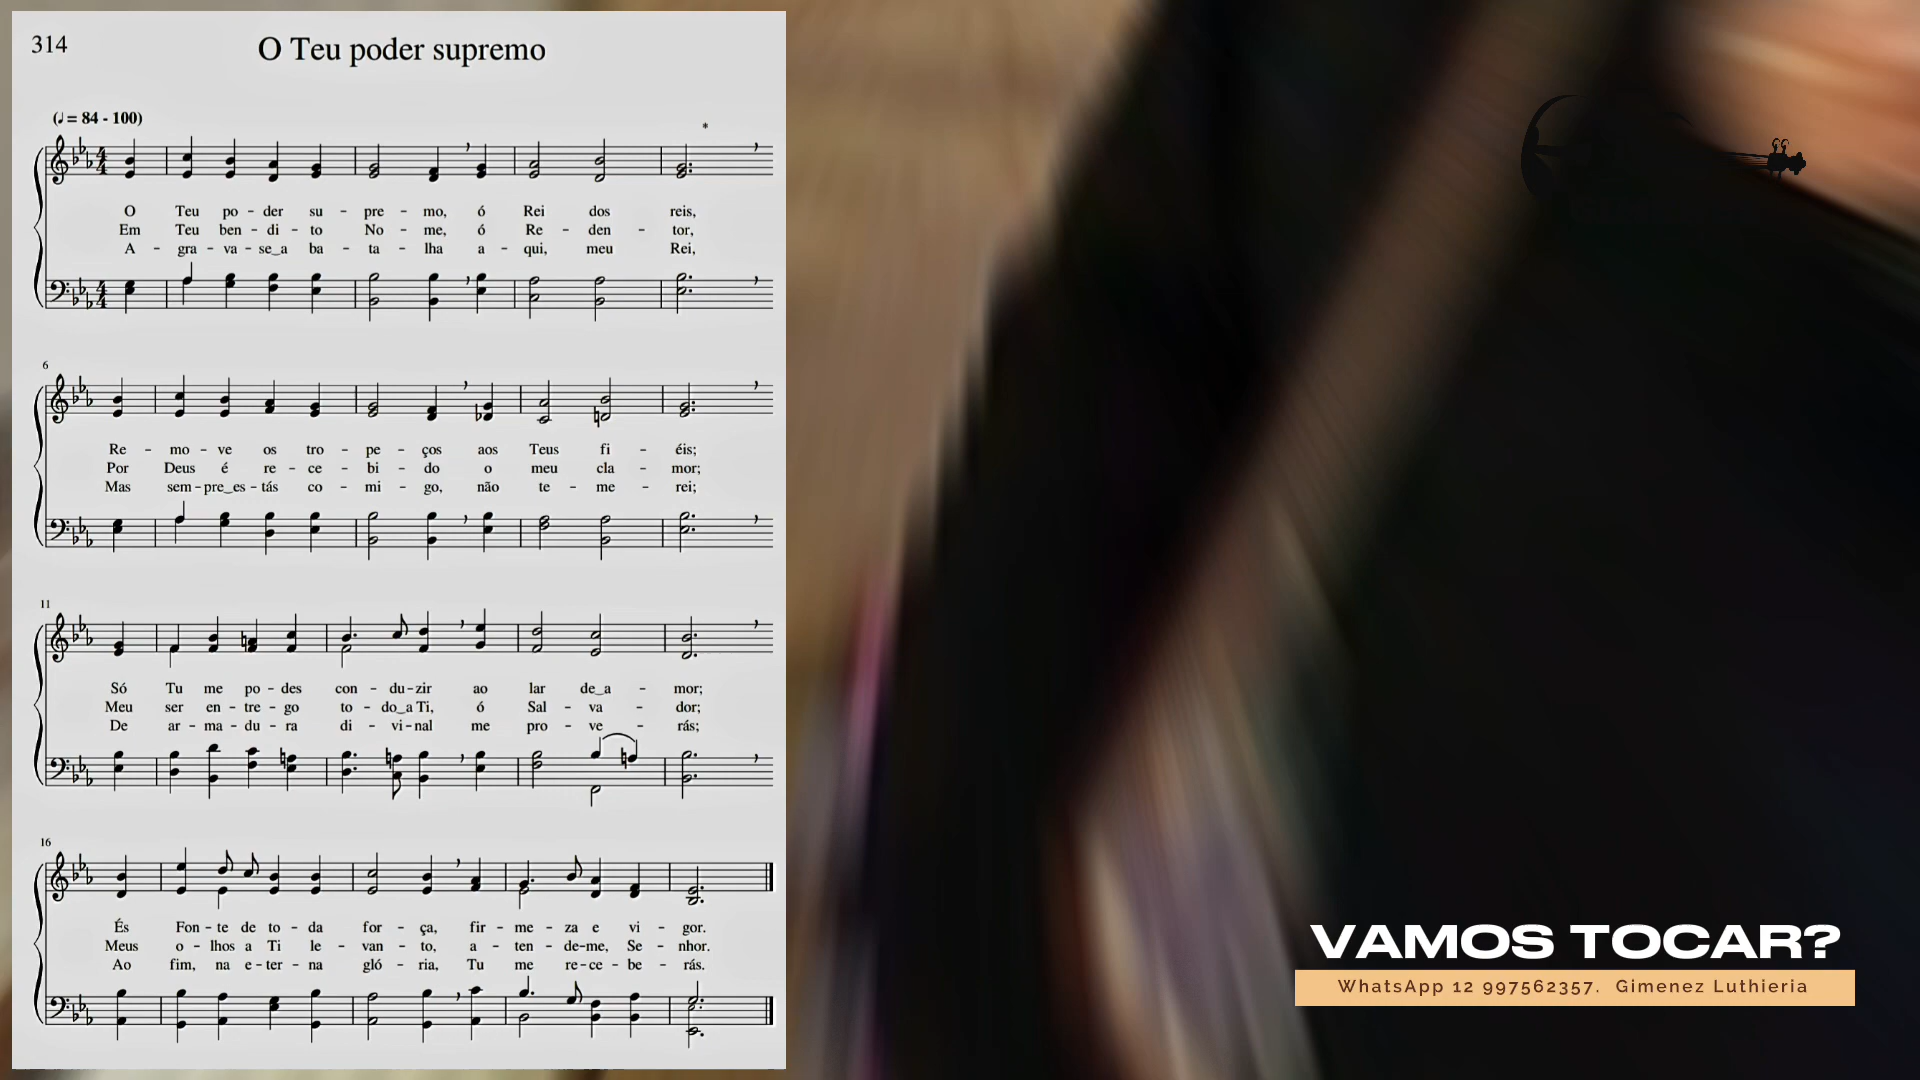 314
O Teu poder supremo
(♩ = 84 - 100)
*
O Teu po - der su - pre - mo, ó Rei dos reis,
Em Teu ben - di - to No - me, ó Re - den - tor,
A - gra - va - se‿a ba - ta - lha a - qui, meu Rei,
6
Re - mo - ve os tro - pe - ços aos Teus fi - éis;
Por Deus é re - ce - bi - do o meu cla - mor;
Mas sem - pre‿es - tás co - mi - go, não te - me - rei;
11
Só Tu me po - des con - du - zir ao lar de‿a - mor;
Meu ser en - tre - go to - do‿a Ti, ó Sal - va - dor;
De ar - ma - du - ra di - vi - nal me pro - ve - rás;
16
És Fon - te de to - da for - ça, fir - me - za e vi - gor.
Meus o - lhos a Ti le - van - to, a - ten - de-me, Se - nhor.
Ao fim, na e - ter - na gló - ria, Tu me re - ce - be - rás.
VAMOS TOCAR?
WhatsApp 12 997562357. Gimenez Luthieria